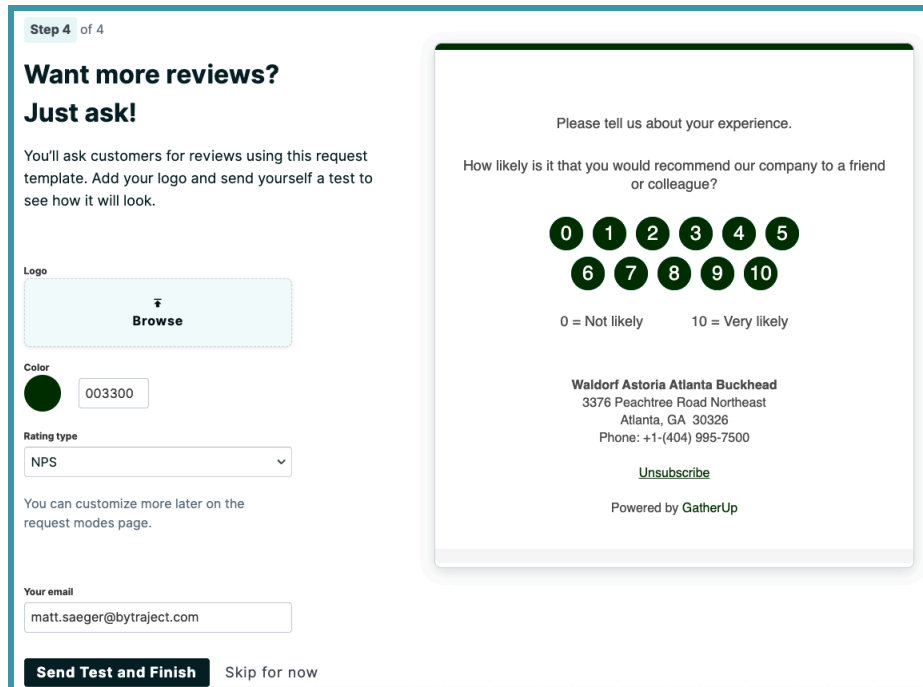 Step 4 of 4
Want more reviews?
Just ask!
You'll ask customers for reviews using this request
template. Add your logo and send yourself a test to
see how it will look.
Logo
Browse
Color
003300
Rating type
NPS
You can customize more later on the
request modes page.
Your email
matt.saeger@bytraject.com
Send Test and Finish Skip for now
Please tell us about your experience.
How likely is it that you would recommend our company to a friend
or colleague?
0 1 2 3 4 5
6 7 8 9 10
0 = Not likely 10 = Very likely
Waldorf Astoria Atlanta Buckhead
3376 Peachtree Road Northeast
Atlanta, GA 30326
Phone: +1-(404) 995-7500
Unsubscribe
Powered by GatherUp